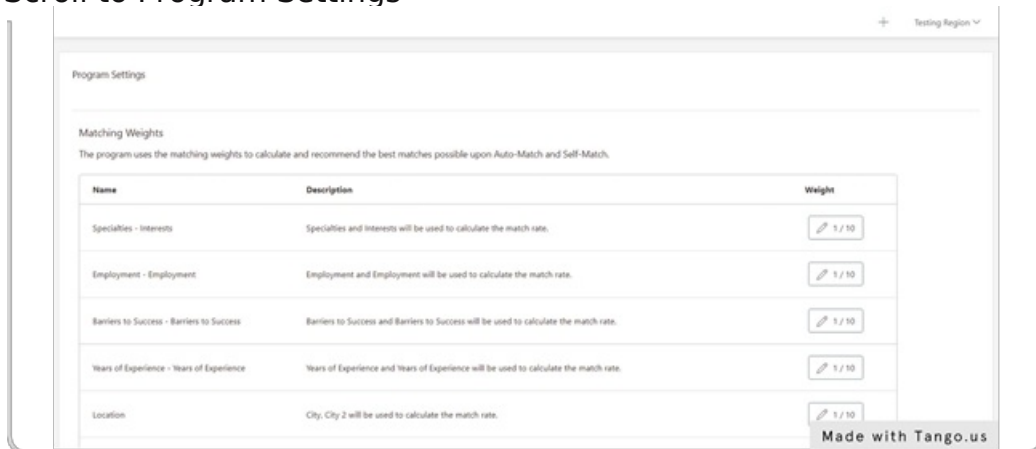 Scroll to Program Settings
Testing Region
Program Settings
Matching Weights
The program uses the matching weights to calculate and recommend the best matches possible upon Auto-Match and Self-Match.
Name Description Weight
Specialties - Interests Specialties and Interests will be used to calculate the match rate. 1 / 10
Employment - Employment Employment and Employment will be used to calculate the match rate. 1 / 10
Barriers to Success - Barriers to Success Barriers to Success and Barriers to Success will be used to calculate the match rate. 1 / 10
Years of Experience - Years of Experience Years of Experience and Years of Experience will be used to calculate the match rate. 1 / 10
Location City, City 2 will be used to calculate the match rate. 1 / 10
Made with Tango.us